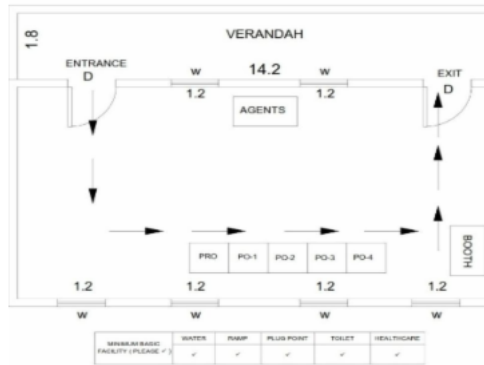 VERANDAH
1.8
ENTRANCE
D
W
14.2
W
EXIT
D
1.2
1.2
AGENTS
PRO
PO-1
PO-2
PO-3
PO-4
BOOTH
1.2
1.2
1.2
1.2
W
W
W
W
MINIMUM BASIC
FACILITY ( PLEASE ✓ )
WATER
RAMP
PLUG POINT
TOILET
HEALTHCARE
✓
✓
✓
✓
✓